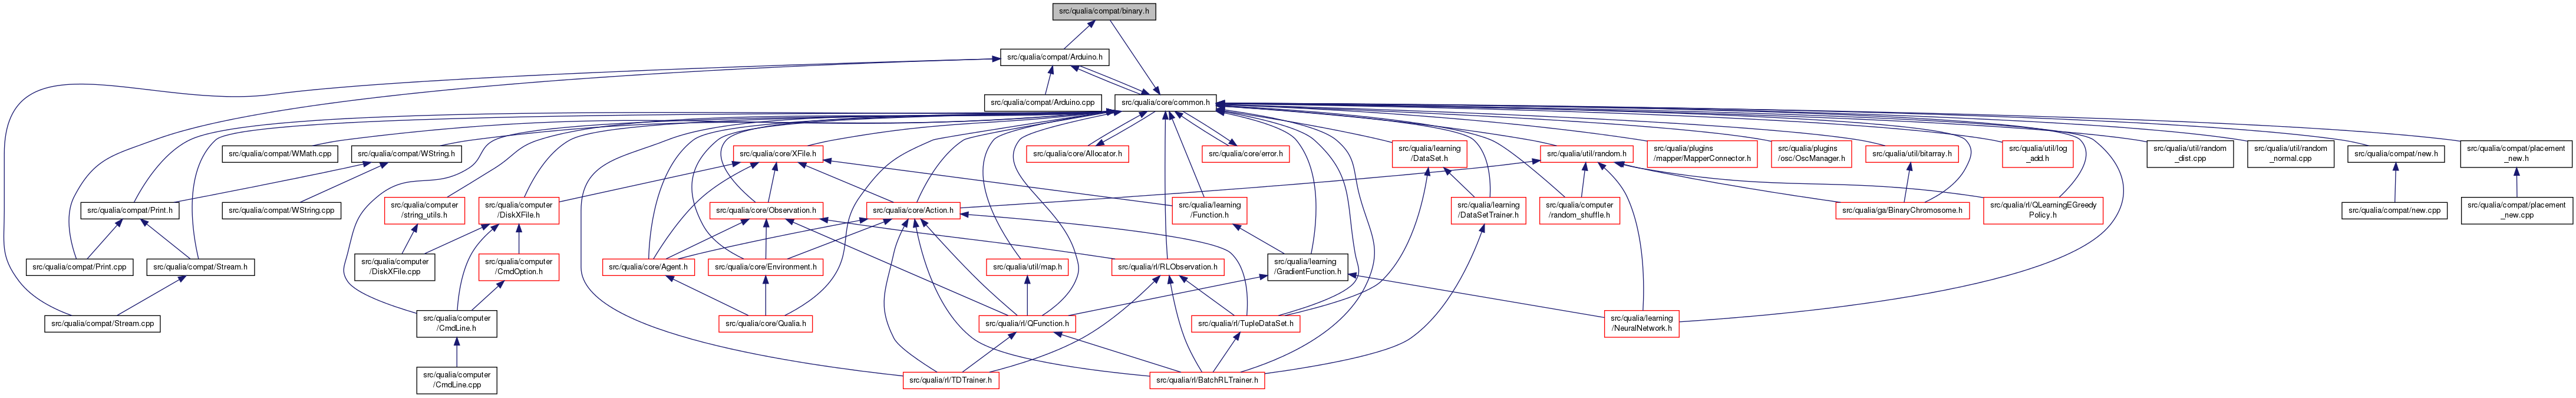 src/qualia/compat/binary.h
src/qualia/compat/Arduino.h
src/qualia/compat/Arduino.cpp
src/qualia/core/common.h
src/qualia/compat/WMath.cpp
src/qualia/compat/WString.h
src/qualia/core/XFile.h
src/qualia/core/Allocator.h
src/qualia/core/error.h
src/qualia/learning
/DataSet.h
src/qualia/util/random.h
src/qualia/plugins
/mapper/MapperConnector.h
src/qualia/plugins
/osc/OscManager.h
src/qualia/util/bitarray.h
src/qualia/util/log
_add.h
src/qualia/util/random
_dist.cpp
src/qualia/util/random
_normal.cpp
src/qualia/compat/new.h
src/qualia/compat/placement
_new.h
src/qualia/compat/Print.h
src/qualia/compat/WString.cpp
src/qualia/computer
/string_utils.h
src/qualia/computer
/DiskXFile.h
src/qualia/core/Observation.h
src/qualia/core/Action.h
src/qualia/learning
/Function.h
src/qualia/learning
/DataSetTrainer.h
src/qualia/computer
/random_shuffle.h
src/qualia/ga/BinaryChromosome.h
src/qualia/rl/QLearningEGreedy
Policy.h
src/qualia/compat/new.cpp
src/qualia/compat/placement
_new.cpp
src/qualia/compat/Print.cpp
src/qualia/compat/Stream.h
src/qualia/computer
/DiskXFile.cpp
src/qualia/computer
/CmdOption.h
src/qualia/core/Agent.h
src/qualia/core/Environment.h
src/qualia/util/map.h
src/qualia/rl/RLObservation.h
src/qualia/learning
/GradientFunction.h
src/qualia/compat/Stream.cpp
src/qualia/computer
/CmdLine.h
src/qualia/core/Qualia.h
src/qualia/rl/QFunction.h
src/qualia/rl/TupleDataSet.h
src/qualia/learning
/NeuralNetwork.h
src/qualia/computer
/CmdLine.cpp
src/qualia/rl/TDTrainer.h
src/qualia/rl/BatchRLTrainer.h